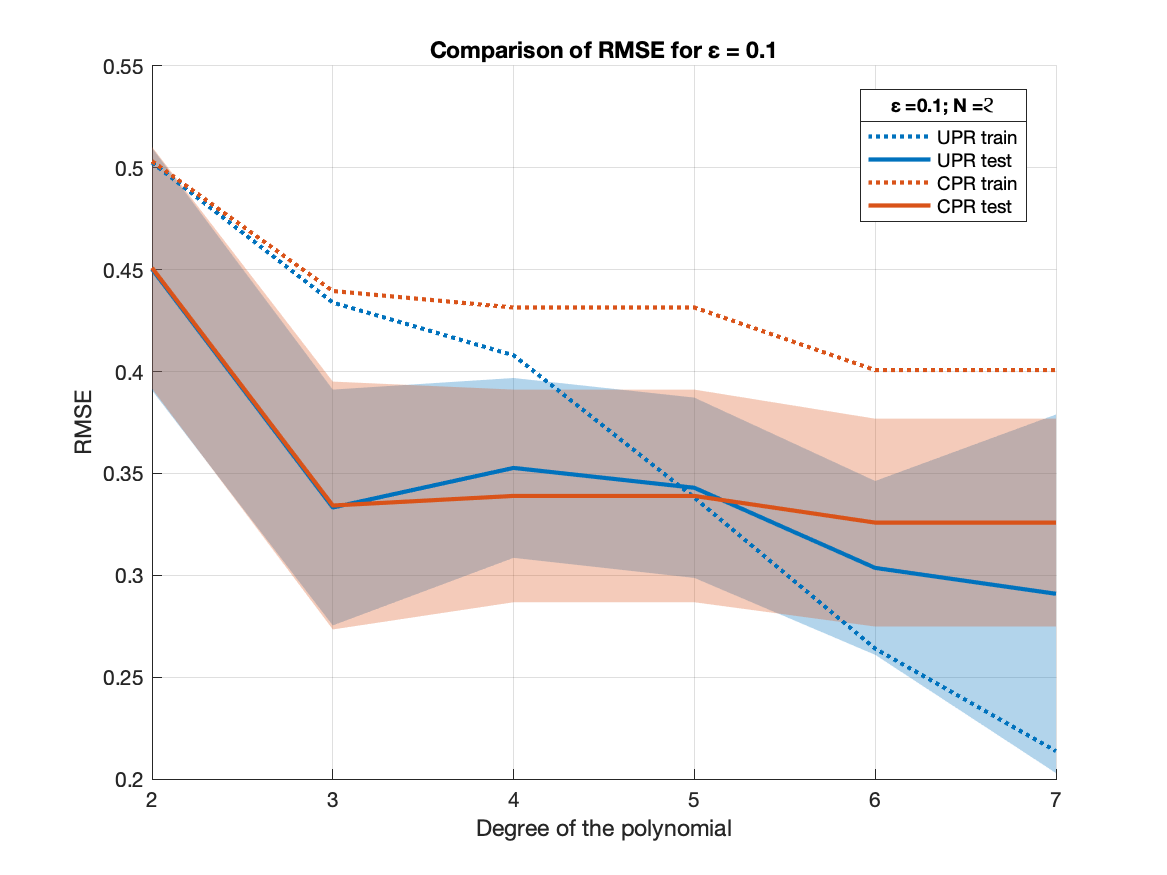 Comparison of RMSE for ε = 0.1
0.55
0.5
0.45
0.4
0.35
0.3
0.25
0.2
RMSE
ε =0.1; N =Ϩ
UPR train
UPR test
CPR train
CPR test
2 3 4 5 6 7
Degree of the polynomial